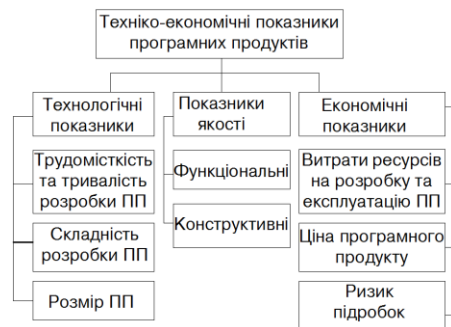 Техніко-економічні показники
програмних продуктів
Технологічні
показники
Показники
якості
Економічні
показники
Трудомісткість
та тривалість
розробки ПП
Функціональні
Витрати ресурсів
на розробку та
експлуатацію ПП
Складність
розробки ПП
Конструктивні
Ціна програмного
продукту
Розмір ПП
Ризик
підробок